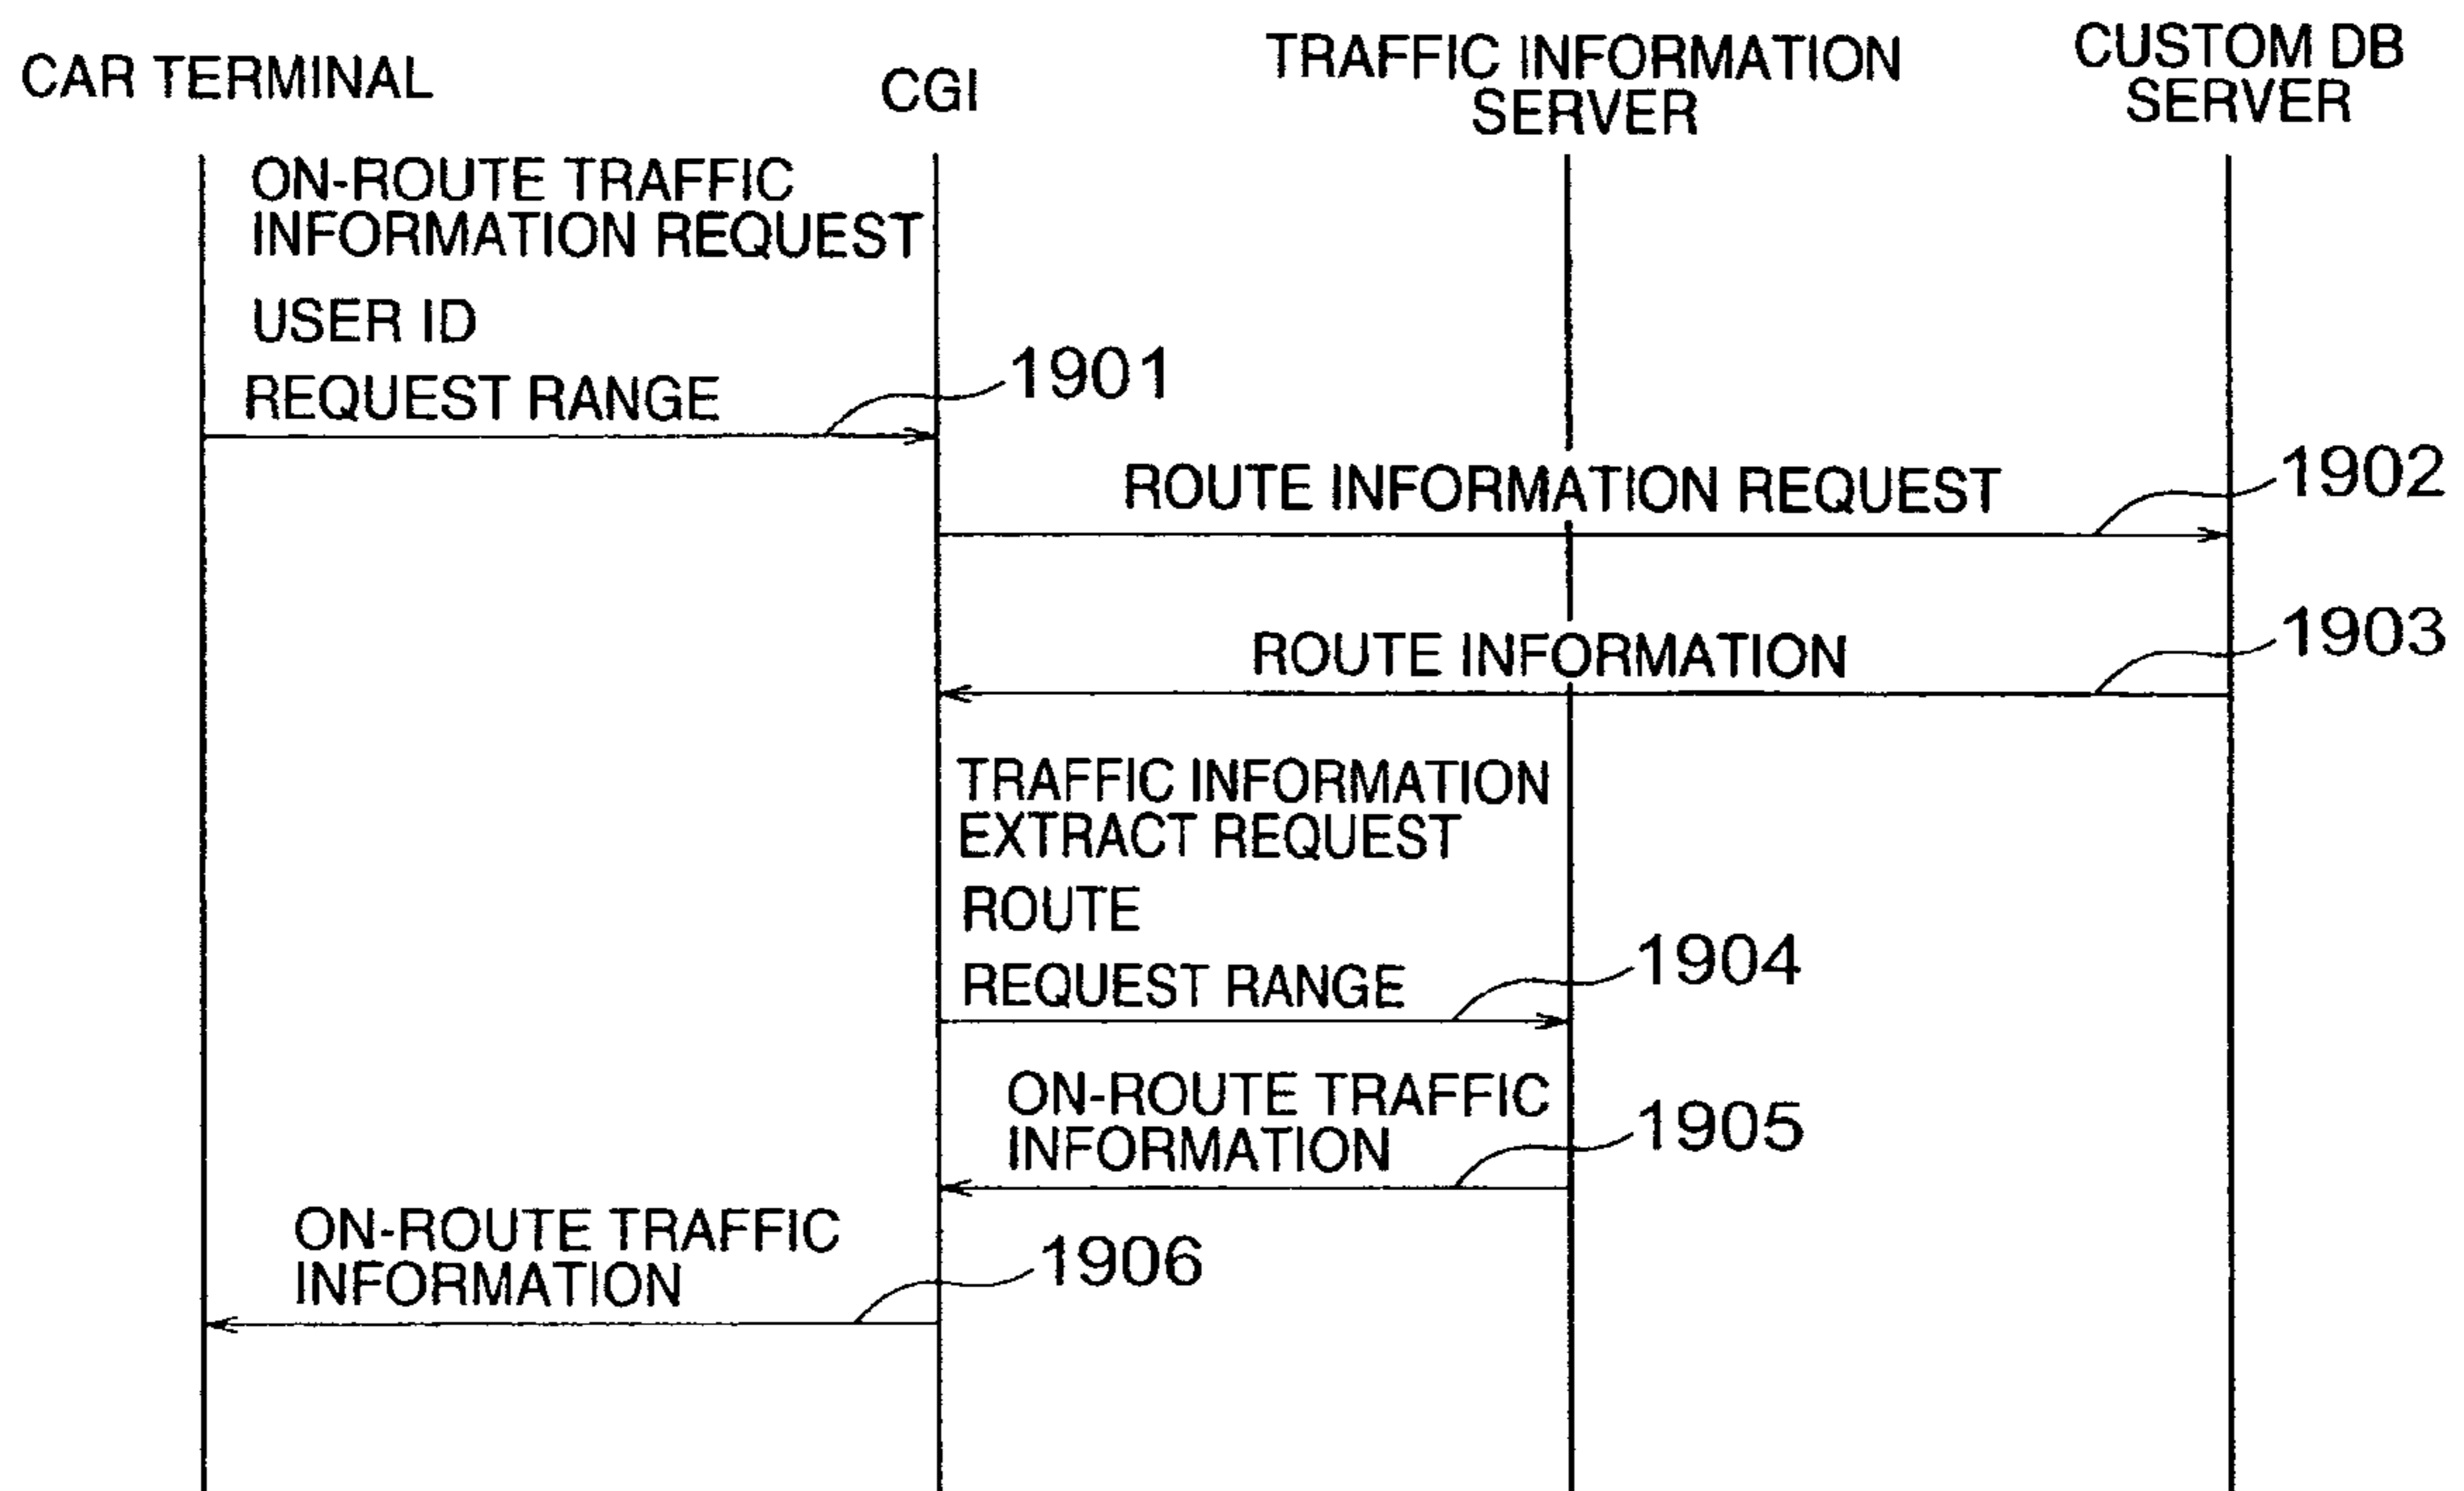 CAR TERMINAL
CGI
TRAFFIC INFORMATION
SERVER
CUSTOM DB
SERVER
ON-ROUTE TRAFFIC
INFORMATION REQUEST
USER ID
REQUEST RANGE
1901
ROUTE INFORMATION REQUEST
1902
ROUTE INFORMATION
1903
TRAFFIC INFORMATION
EXTRACT REQUEST
ROUTE
REQUEST RANGE
1904
ON-ROUTE TRAFFIC
INFORMATION
1905
ON-ROUTE TRAFFIC
INFORMATION
1906